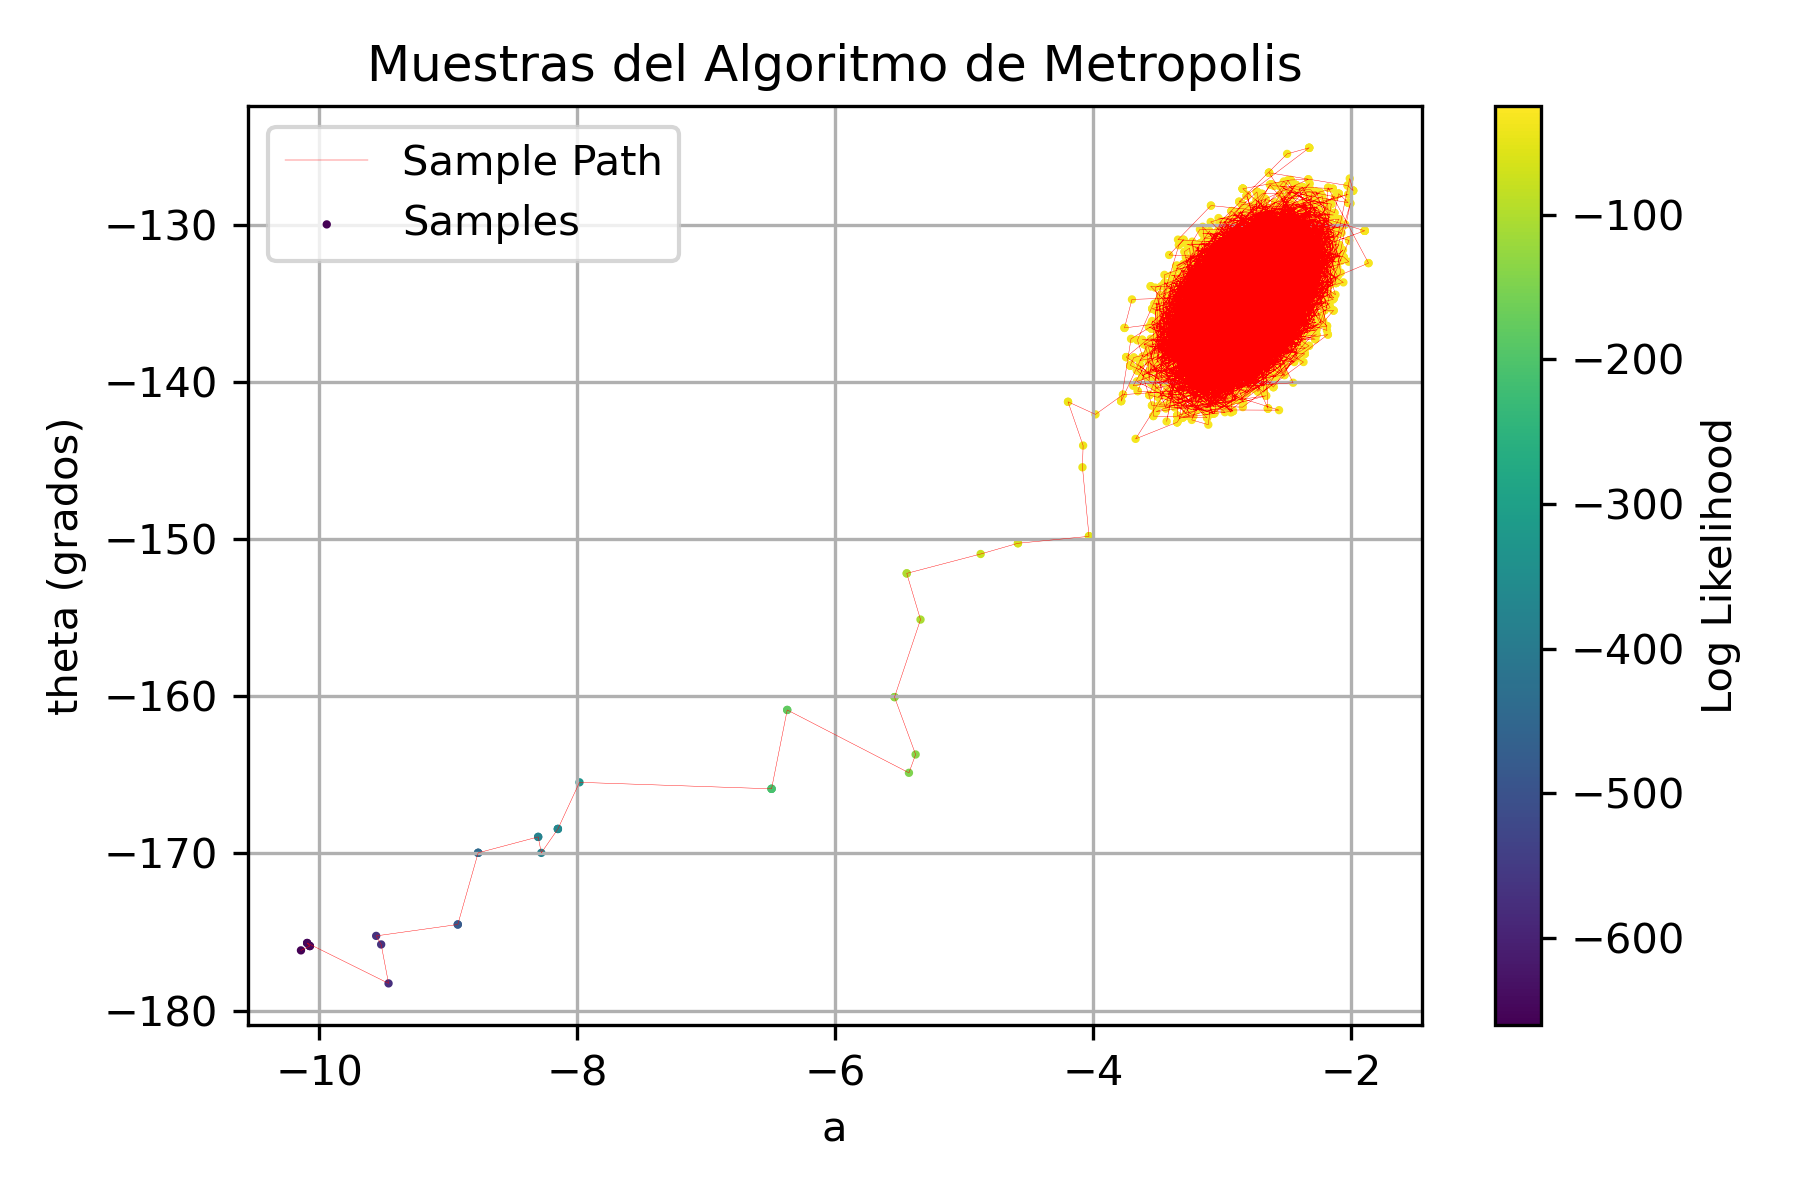 Muestras del Algoritmo de Metropolis
Sample Path
Samples
−130
−140
−150
−160
−170
−180
theta (grados)
−10
−8
−6
−4
−2
a
−100
−200
−300
−400
−500
−600
Log Likelihood